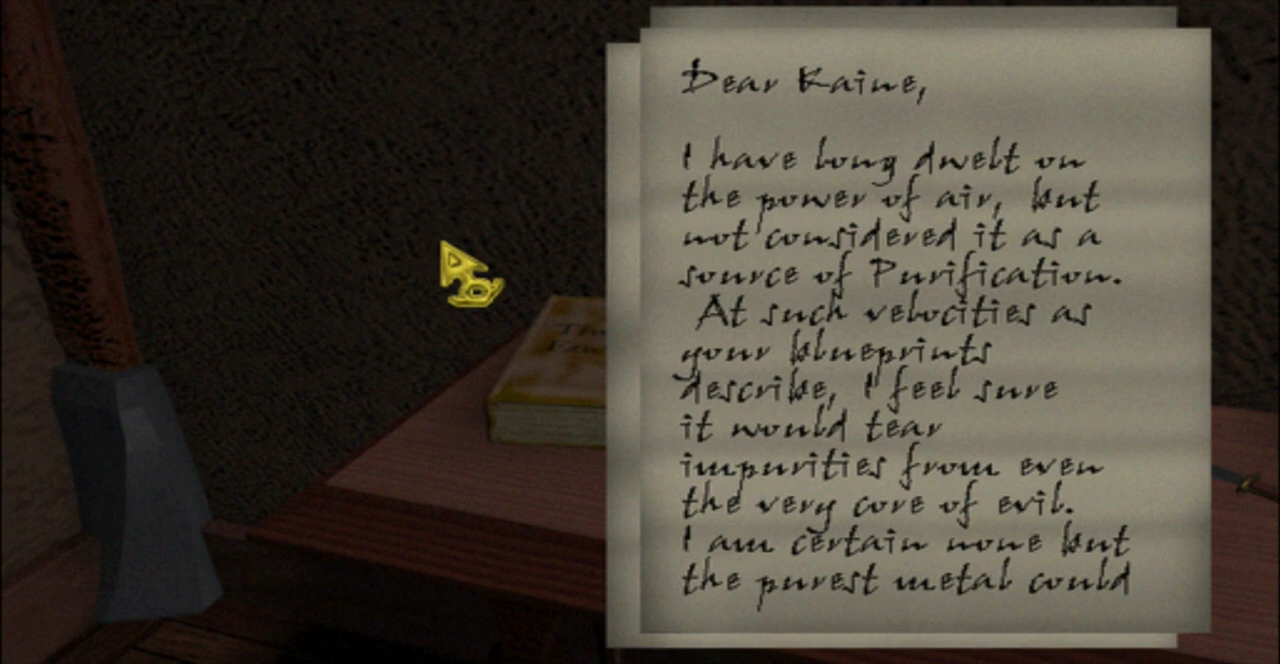 The
Dear Kaine,
I have long dwelt on
the power of air, but
not considered it as a
source of Purification.
At such velocities as
your blueprints
describe, I feel sure
it would tear
impurities from even
the very core of evil.
I am certain none but
the purest metal could